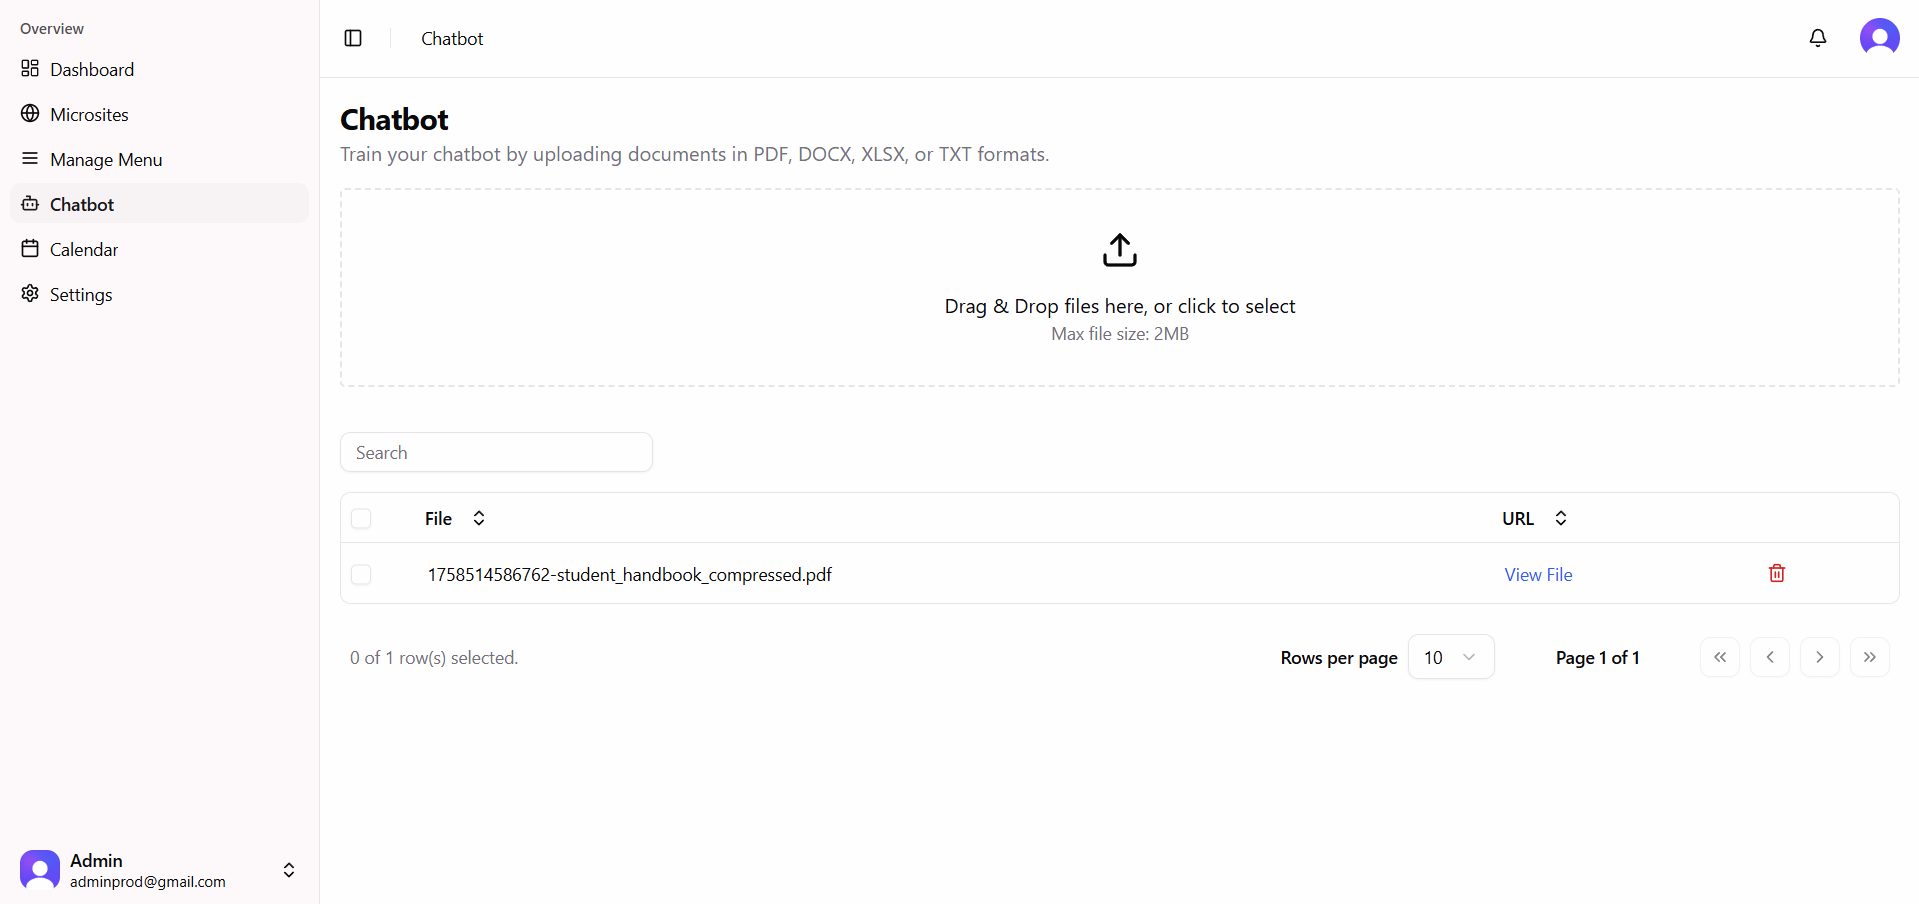 Overview
Dashboard
Microsites
Manage Menu
Chatbot
Calendar
Settings
Admin
adminprod@gmail.com
Chatbot
Chatbot
Train your chatbot by uploading documents in PDF, DOCX, XLSX, or TXT formats.
Drag & Drop files here, or click to select
Max file size: 2MB
Search
File URL
1758514586762-student_handbook_compressed.pdf View File
0 of 1 row(s) selected. Rows per page 10 Page 1 of 1